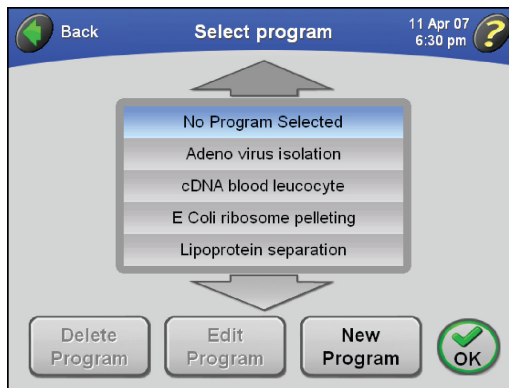 Back
Select program
11 Apr 07
6:30 pm
?
No Program Selected
Adeno virus isolation
cDNA blood leucocyte
E Coli ribosome pelleting
Lipoprotein separation
Delete
Program
Edit
Program
New
Program
OK